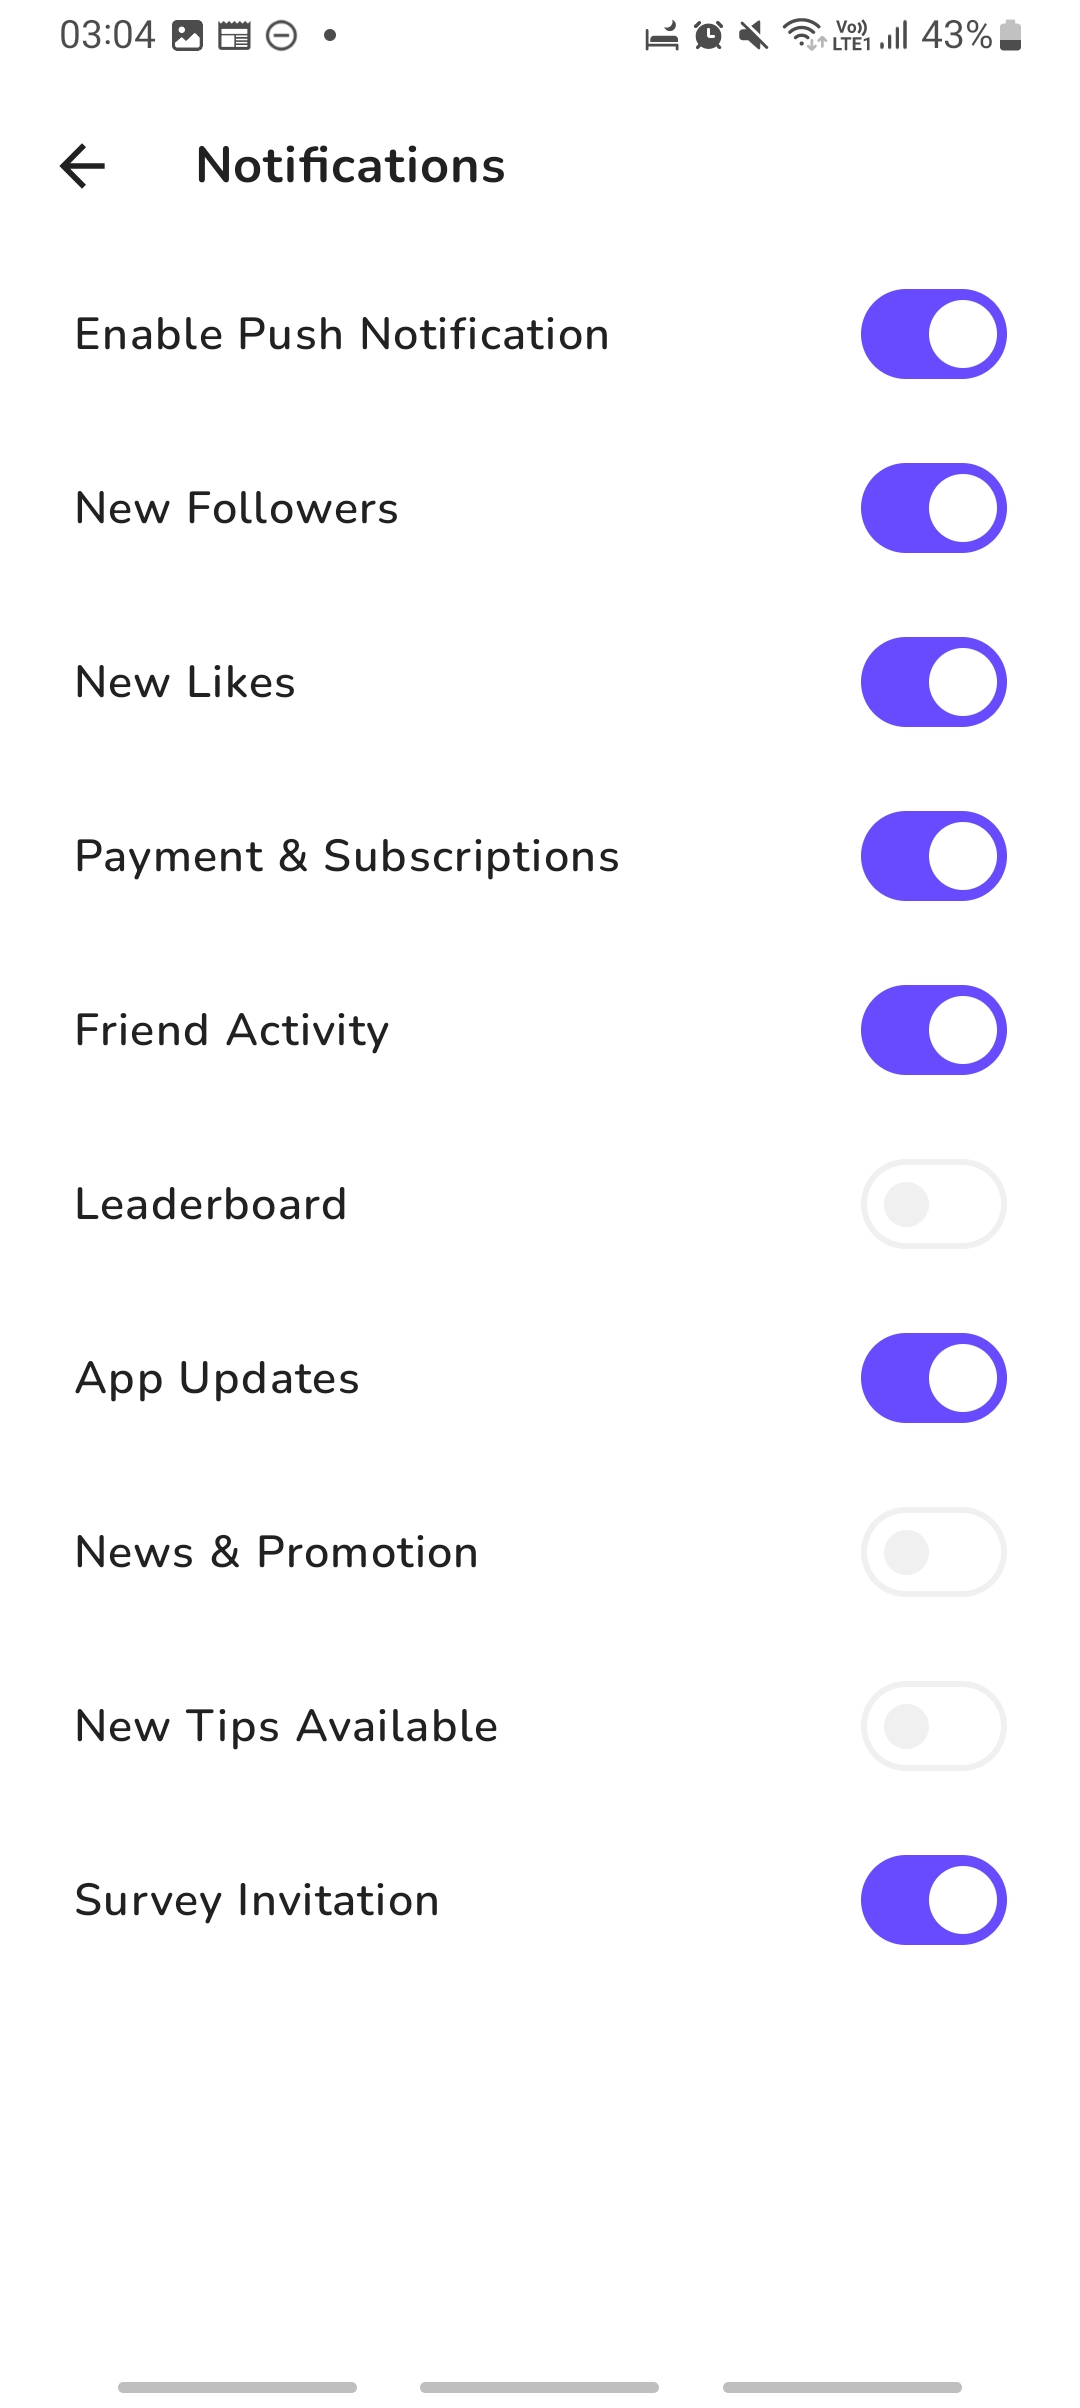 03:04 Vo)) LTE1 43%
Notifications
Enable Push Notification
New Followers
New Likes
Payment & Subscriptions
Friend Activity
Leaderboard
App Updates
News & Promotion
New Tips Available
Survey Invitation